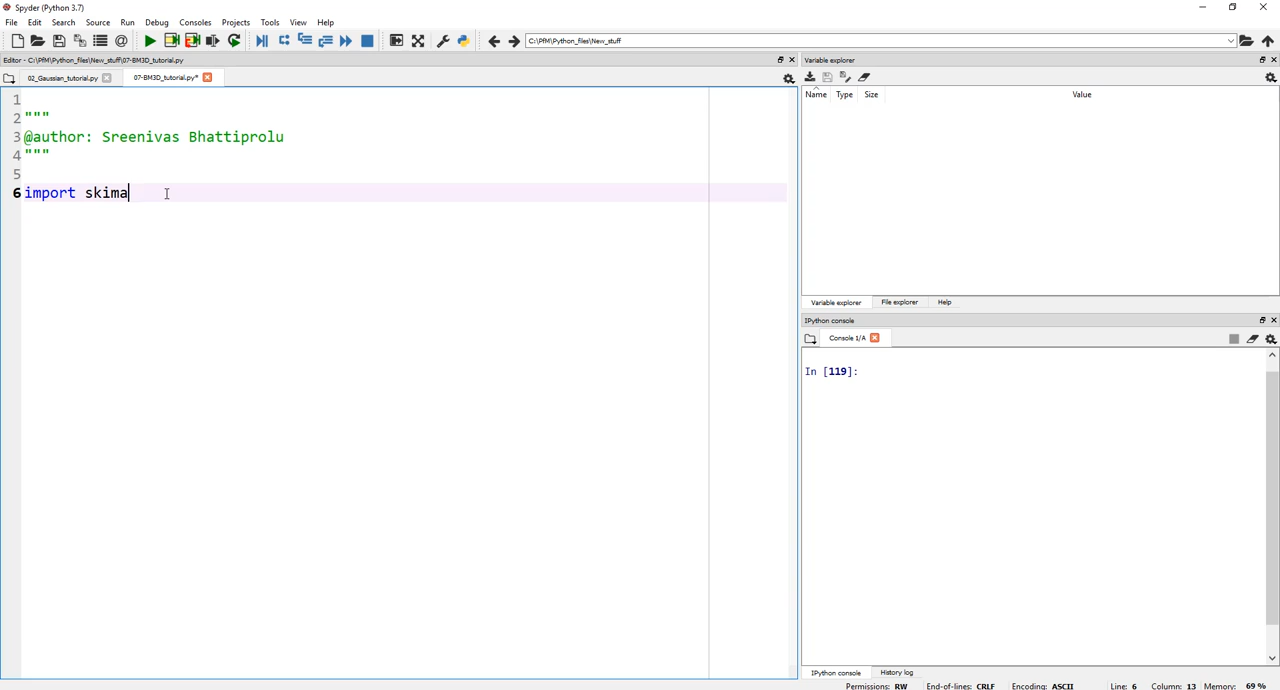 Spyder (Python 3.7)
File Edit Search Source Run Debug Consoles Projects Tools View Help
C:\PfM\Python_files\New_stuff
Editor - C:\PfM\Python_files\New_stuff\07-BM3D_tutorial.py
02_Gaussian_tutorial.py 07-BM3D_tutorial.py*
1
2 """
3 @author: Sreenivas Bhattiprolu
4 """
5
6 import skima
Variable explorer
Name Type Size Value
Variable explorer File explorer Help
IPython console
Console 1/A
In [119]:
IPython console History log
Permissions: RW End-of-lines: CRLF Encoding: ASCII Line: 6 Column: 13 Memory: 69 %